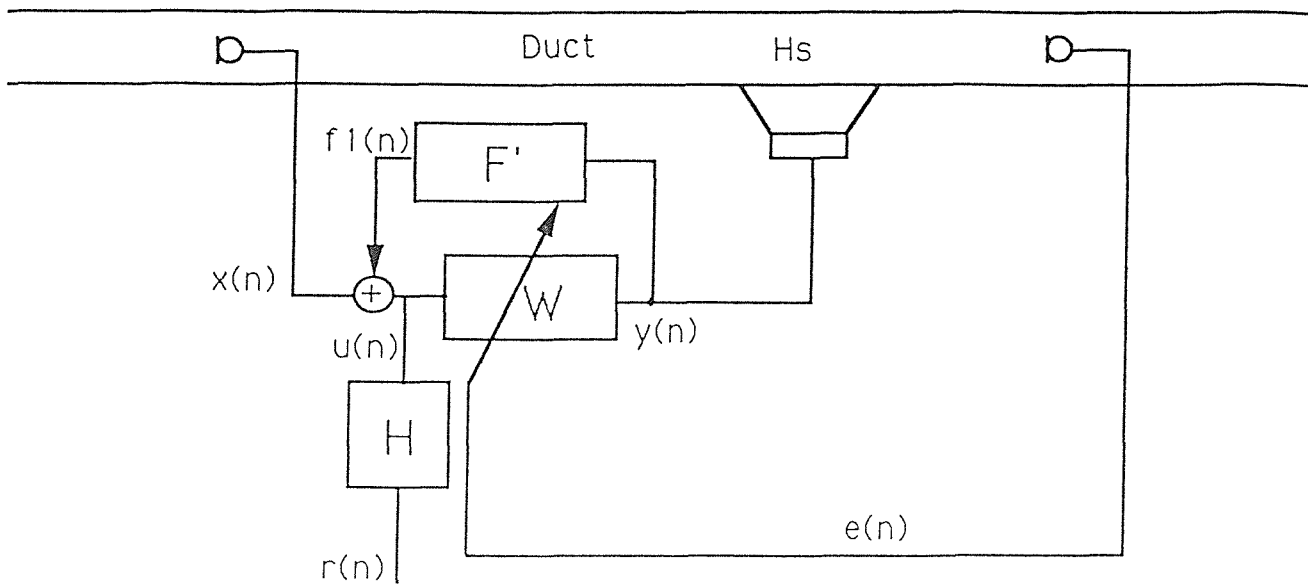 Duct
Hs
f1(n)
F'
x(n)
+
W
u(n)
y(n)
H
e(n)
r(n)